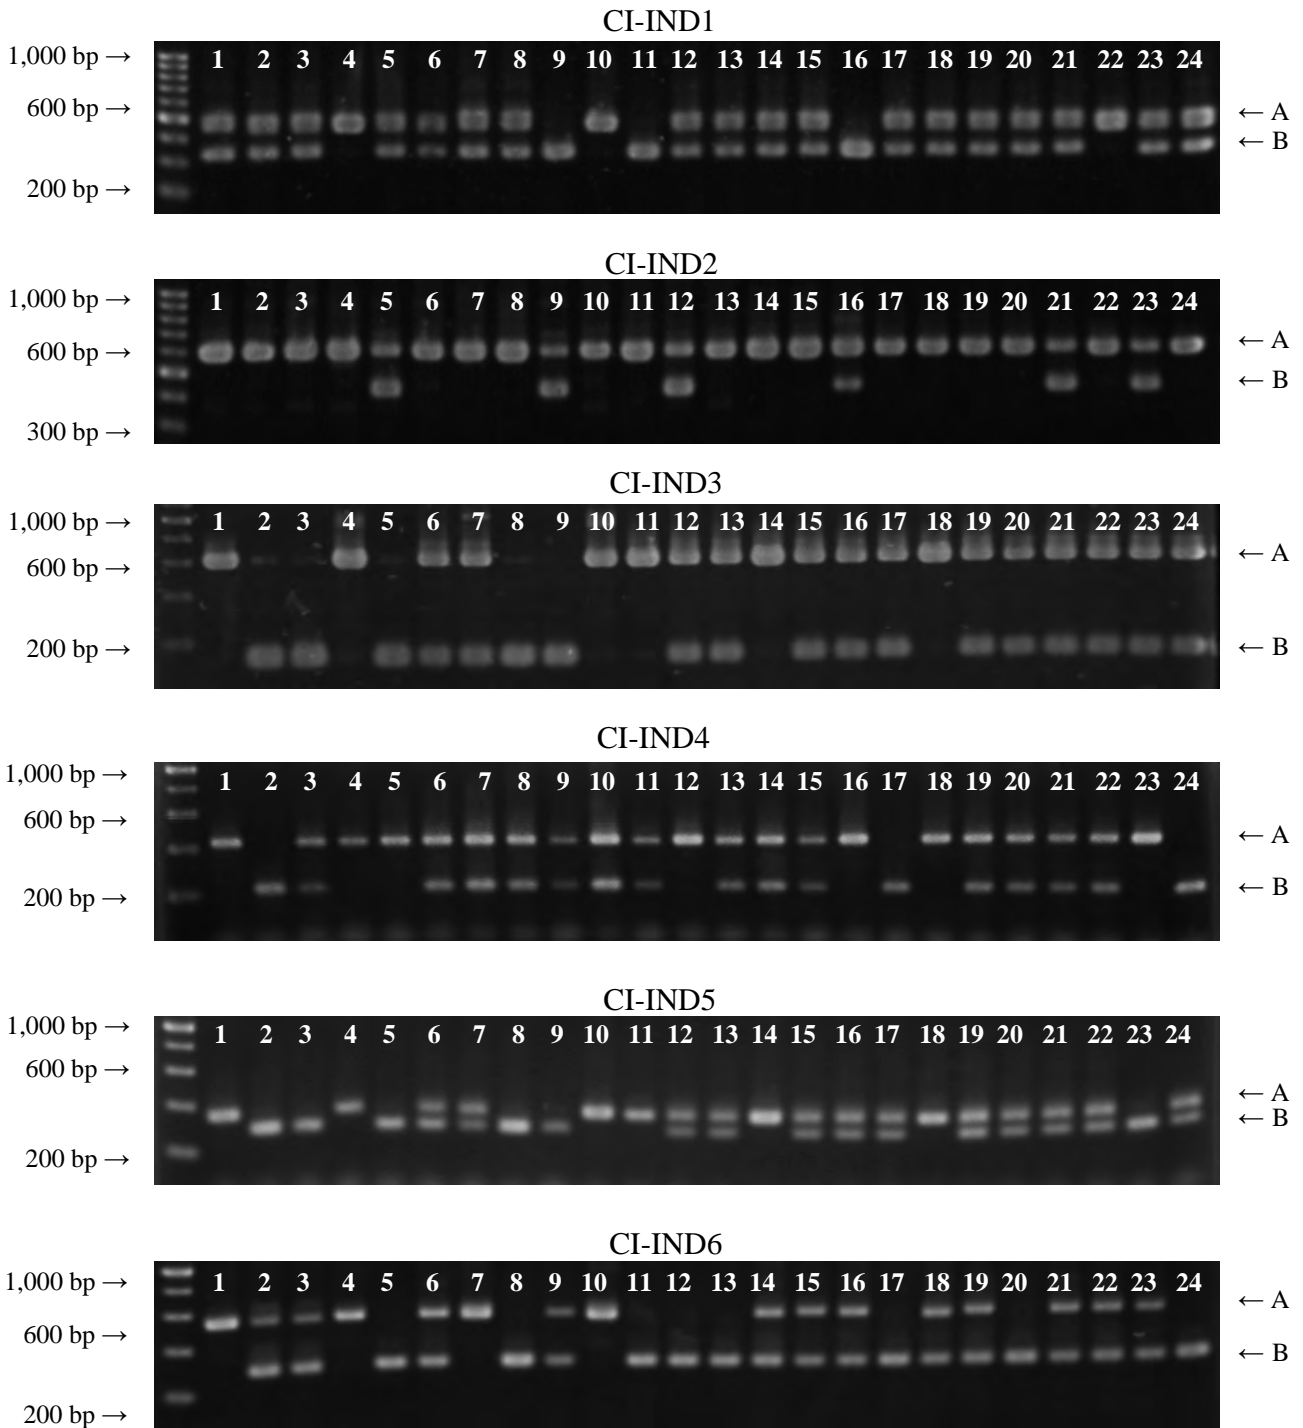 CI-IND1
1,000 bp → 1 2 3 4 5 6 7 8 9 10 11 12 13 14 15 16 17 18 19 20 21 22 23 24
600 bp → ← A
← B
200 bp →
CI-IND2
1,000 bp → 1 2 3 4 5 6 7 8 9 10 11 12 13 14 15 16 17 18 19 20 21 22 23 24
600 bp → ← A
← B
300 bp →
CI-IND3
1,000 bp → 1 2 3 4 5 6 7 8 9 10 11 12 13 14 15 16 17 18 19 20 21 22 23 24
600 bp → ← A
200 bp → ← B
CI-IND4
1,000 bp → 1 2 3 4 5 6 7 8 9 10 11 12 13 14 15 16 17 18 19 20 21 22 23 24
600 bp → ← A
200 bp → ← B
CI-IND5
1,000 bp → 1 2 3 4 5 6 7 8 9 10 11 12 13 14 15 16 17 18 19 20 21 22 23 24
600 bp → ← A
← B
200 bp →
CI-IND6
1,000 bp → 1 2 3 4 5 6 7 8 9 10 11 12 13 14 15 16 17 18 19 20 21 22 23 24
← A
600 bp → ← B
200 bp →